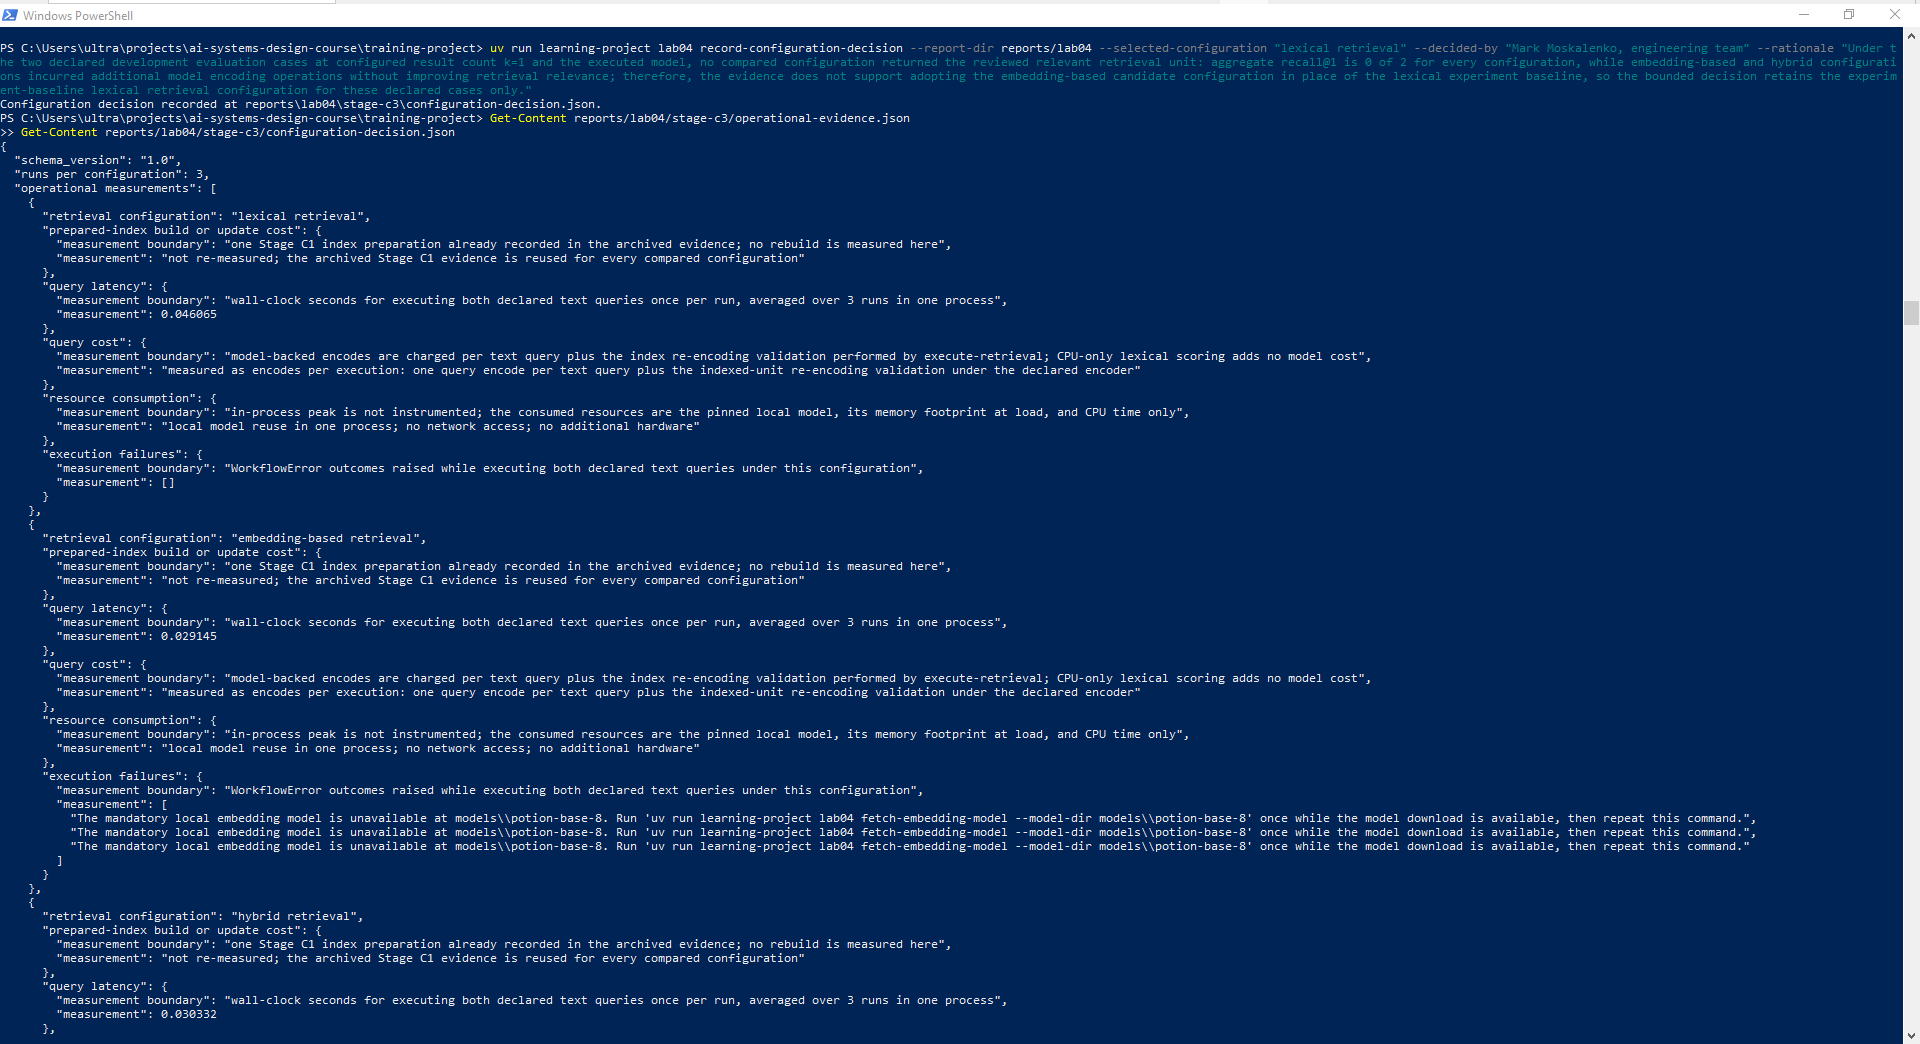 Windows PowerShell
PS C:\Users\ultra\projects\ai-systems-design-course\training-project> uv run learning-project lab04 record-configuration-decision --report-dir reports/lab04 --selected-configuration "lexical retrieval" --decided-by "Mark Moskalenko, engineering team" --rationale "Under t
he two declared development evaluation cases at configured result count k=1 and the executed model, no compared configuration returned the reviewed relevant retrieval unit: aggregate recall@1 is 0 of 2 for every configuration, while embedding-based and hybrid configurati
ons incurred additional model encoding operations without improving retrieval relevance; therefore, the evidence does not support adopting the embedding-based candidate configuration in place of the lexical experiment baseline, so the bounded decision retains the experim
ent-baseline lexical retrieval configuration for these declared cases only."
Configuration decision recorded at reports\lab04\stage-c3\configuration-decision.json.
PS C:\Users\ultra\projects\ai-systems-design-course\training-project> Get-Content reports/lab04/stage-c3/operational-evidence.json
>> Get-Content reports/lab04/stage-c3/configuration-decision.json
{
  "schema_version": "1.0",
  "runs per configuration": 3,
  "operational measurements": [
    {
      "retrieval configuration": "lexical retrieval",
      "prepared-index build or update cost": {
        "measurement boundary": "one Stage C1 index preparation already recorded in the archived evidence; no rebuild is measured here",
        "measurement": "not re-measured; the archived Stage C1 evidence is reused for every compared configuration"
      },
      "query latency": {
        "measurement boundary": "wall-clock seconds for executing both declared text queries once per run, averaged over 3 runs in one process",
        "measurement": 0.046065
      },
      "query cost": {
        "measurement boundary": "model-backed encodes are charged per text query plus the index re-encoding validation performed by execute-retrieval; CPU-only lexical scoring adds no model cost",
        "measurement": "measured as encodes per execution: one query encode per text query plus the indexed-unit re-encoding validation under the declared encoder"
      },
      "resource consumption": {
        "measurement boundary": "in-process peak is not instrumented; the consumed resources are the pinned local model, its memory footprint at load, and CPU time only",
        "measurement": "local model reuse in one process; no network access; no additional hardware"
      },
      "execution failures": {
        "measurement boundary": "WorkflowError outcomes raised while executing both declared text queries under this configuration",
        "measurement": []
      }
    },
    {
      "retrieval configuration": "embedding-based retrieval",
      "prepared-index build or update cost": {
        "measurement boundary": "one Stage C1 index preparation already recorded in the archived evidence; no rebuild is measured here",
        "measurement": "not re-measured; the archived Stage C1 evidence is reused for every compared configuration"
      },
      "query latency": {
        "measurement boundary": "wall-clock seconds for executing both declared text queries once per run, averaged over 3 runs in one process",
        "measurement": 0.029145
      },
      "query cost": {
        "measurement boundary": "model-backed encodes are charged per text query plus the index re-encoding validation performed by execute-retrieval; CPU-only lexical scoring adds no model cost",
        "measurement": "measured as encodes per execution: one query encode per text query plus the indexed-unit re-encoding validation under the declared encoder"
      },
      "resource consumption": {
        "measurement boundary": "in-process peak is not instrumented; the consumed resources are the pinned local model, its memory footprint at load, and CPU time only",
        "measurement": "local model reuse in one process; no network access; no additional hardware"
      },
      "execution failures": {
        "measurement boundary": "WorkflowError outcomes raised while executing both declared text queries under this configuration",
        "measurement": [
          "The mandatory local embedding model is unavailable at models\\potion-base-8. Run 'uv run learning-project lab04 fetch-embedding-model --model-dir models\\potion-base-8' once while the model download is available, then repeat this command.",
          "The mandatory local embedding model is unavailable at models\\potion-base-8. Run 'uv run learning-project lab04 fetch-embedding-model --model-dir models\\potion-base-8' once while the model download is available, then repeat this command.",
          "The mandatory local embedding model is unavailable at models\\potion-base-8. Run 'uv run learning-project lab04 fetch-embedding-model --model-dir models\\potion-base-8' once while the model download is available, then repeat this command."
        ]
      }
    },
    {
      "retrieval configuration": "hybrid retrieval",
      "prepared-index build or update cost": {
        "measurement boundary": "one Stage C1 index preparation already recorded in the archived evidence; no rebuild is measured here",
        "measurement": "not re-measured; the archived Stage C1 evidence is reused for every compared configuration"
      },
      "query latency": {
        "measurement boundary": "wall-clock seconds for executing both declared text queries once per run, averaged over 3 runs in one process",
        "measurement": 0.030332
      },